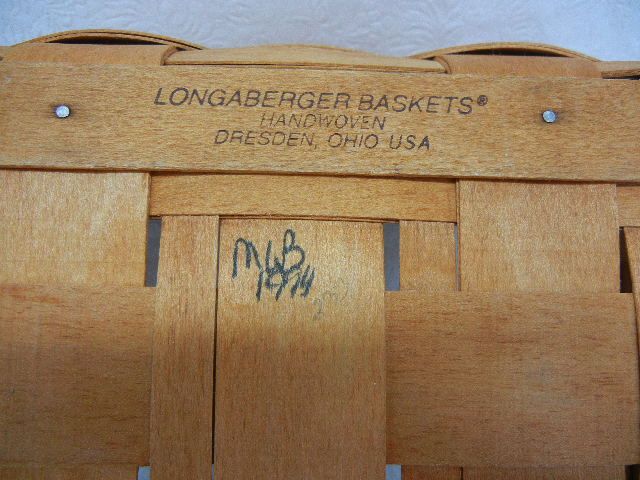 LONGABERGER BASKETS®
HANDWOVEN
DRESDEN, OHIO USA
MWB
1994